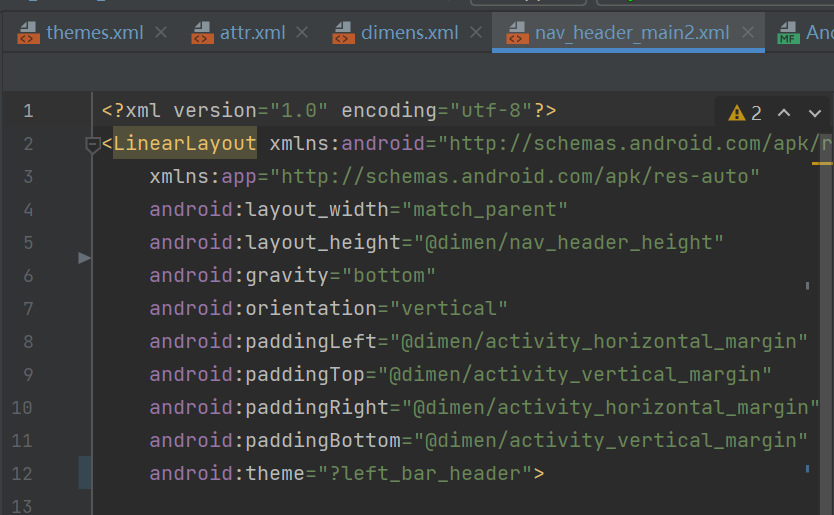 themes.xml attr.xml dimens.xml nav_header_main2.xml
MF
1 <?xml version="1.0" encoding="utf-8"?> 2
2 <LinearLayout xmlns:android="http://schemas.android.com/apk/r
3 xmlns:app="http://schemas.android.com/apk/res-auto"
4 android:layout_width="match_parent"
5 android:layout_height="@dimen/nav_header_height"
6 android:gravity="bottom"
7 android:orientation="vertical"
8 android:paddingLeft="@dimen/activity_horizontal_margin"
9 android:paddingTop="@dimen/activity_vertical_margin"
10 android:paddingRight="@dimen/activity_horizontal_margin"
11 android:paddingBottom="@dimen/activity_vertical_margin"
12 android:theme="?left_bar_header">
13